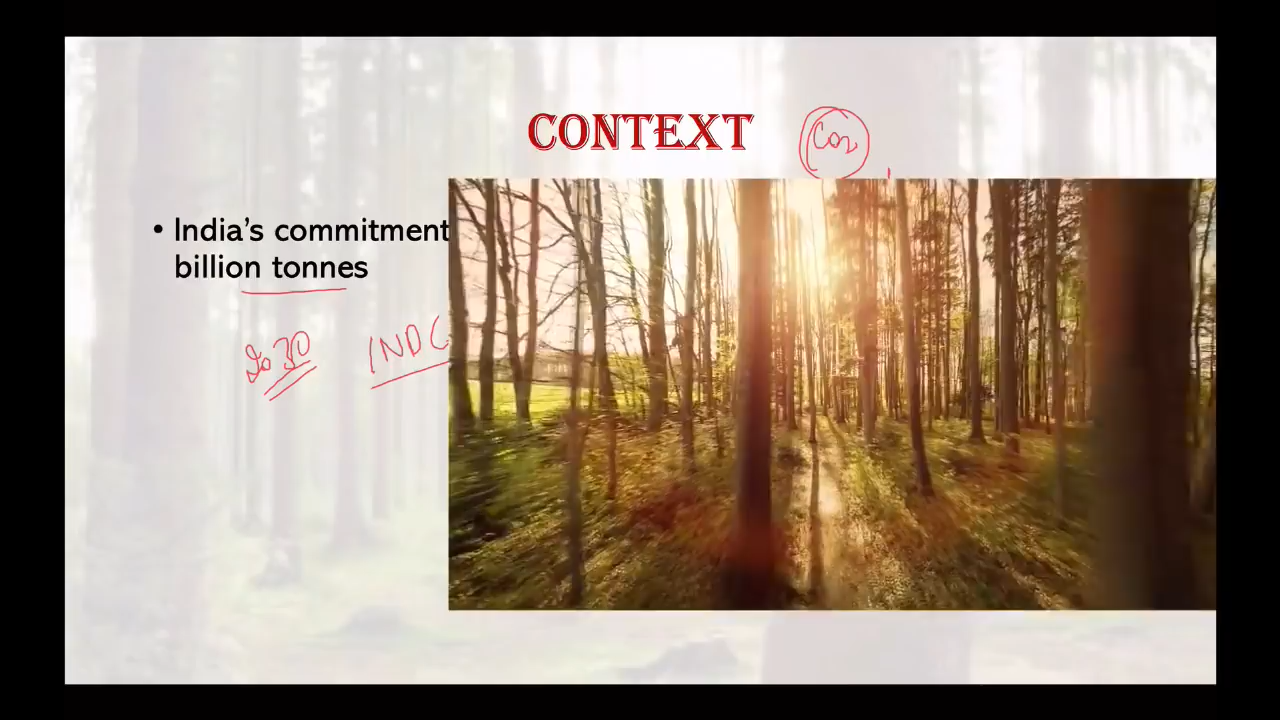 CONTEXT
CO2
• India's commitment
billion tonnes
2030 INDC